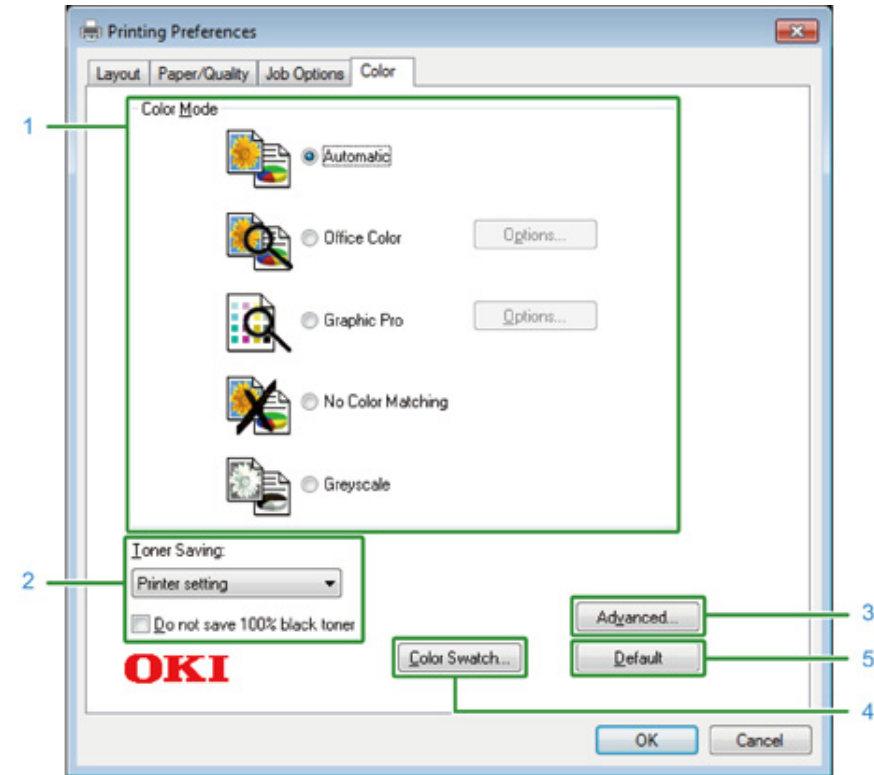 Printing Preferences
Layout Paper/Quality Job Options Color
1
Color Mode
Automatic
Office Color Options...
Graphic Pro Options...
No Color Matching
Greyscale
Toner Saving:
2
Printer setting
Advanced...
3
Do not save 100% black toner
OKI
Color Swatch...
Default
5
4
OK Cancel